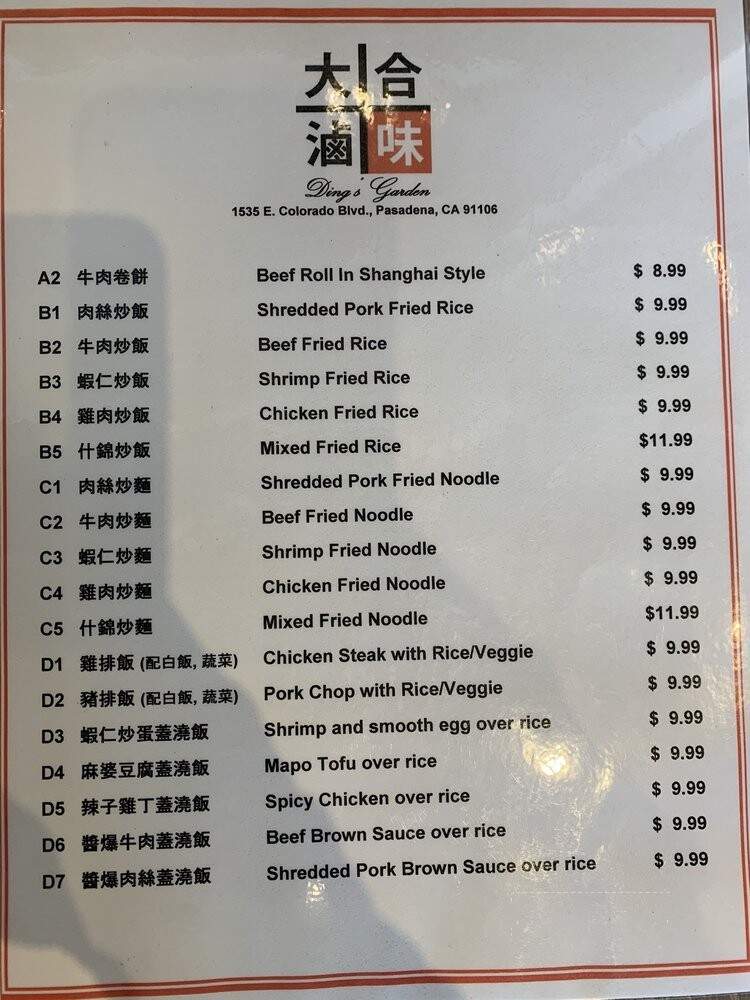 大合
滷味
Ding's Garden
1535 E. Colorado Blvd., Pasadena, CA 91106
A2 牛肉卷餅 Beef Roll In Shanghai Style $ 8.99
B1 肉絲炒飯 Shredded Pork Fried Rice $ 9.99
B2 牛肉炒飯 Beef Fried Rice $ 9.99
B3 蝦仁炒飯 Shrimp Fried Rice $ 9.99
B4 雞肉炒飯 Chicken Fried Rice $ 9.99
B5 什錦炒飯 Mixed Fried Rice $11.99
C1 肉絲炒麵 Shredded Pork Fried Noodle $ 9.99
C2 牛肉炒麵 Beef Fried Noodle $ 9.99
C3 蝦仁炒麵 Shrimp Fried Noodle $ 9.99
C4 雞肉炒麵 Chicken Fried Noodle $ 9.99
C5 什錦炒麵 Mixed Fried Noodle $11.99
D1 雞排飯 (配白飯, 蔬菜) Chicken Steak with Rice/Veggie $ 9.99
D2 豬排飯 (配白飯, 蔬菜) Pork Chop with Rice/Veggie $ 9.99
D3 蝦仁炒蛋蓋澆飯 Shrimp and smooth egg over rice $ 9.99
D4 麻婆豆腐蓋澆飯 Mapo Tofu over rice $ 9.99
D5 辣子雞丁蓋澆飯 Spicy Chicken over rice $ 9.99
D6 醬爆牛肉蓋澆飯 Beef Brown Sauce over rice $ 9.99
D7 醬爆肉絲蓋澆飯 Shredded Pork Brown Sauce over rice $ 9.99